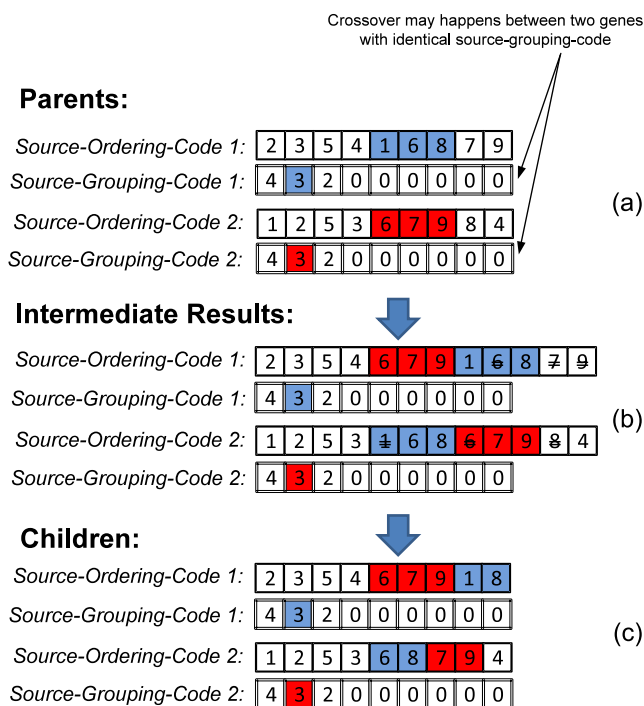 Crossover may happens between two genes
with identical source-grouping-code
Parents:
Source-Ordering-Code 1: 2 3 5 4 1 6 8 7 9
Source-Grouping-Code 1: 4 3 2 0 0 0 0 0 0
(a)
Source-Ordering-Code 2: 1 2 5 3 6 7 9 8 4
Source-Grouping-Code 2: 4 3 2 0 0 0 0 0 0
Intermediate Results:
Source-Ordering-Code 1: 2 3 5 4 6 7 9 1 6 8 7 9
Source-Grouping-Code 1: 4 3 2 0 0 0 0 0 0
(b)
Source-Ordering-Code 2: 1 2 5 3 1 6 8 6 7 9 8 4
Source-Grouping-Code 2: 4 3 2 0 0 0 0 0 0
Children:
Source-Ordering-Code 1: 2 3 5 4 6 7 9 1 8
Source-Grouping-Code 1: 4 3 2 0 0 0 0 0 0
(c)
Source-Ordering-Code 2: 1 2 5 3 6 8 7 9 4
Source-Grouping-Code 2: 4 3 2 0 0 0 0 0 0